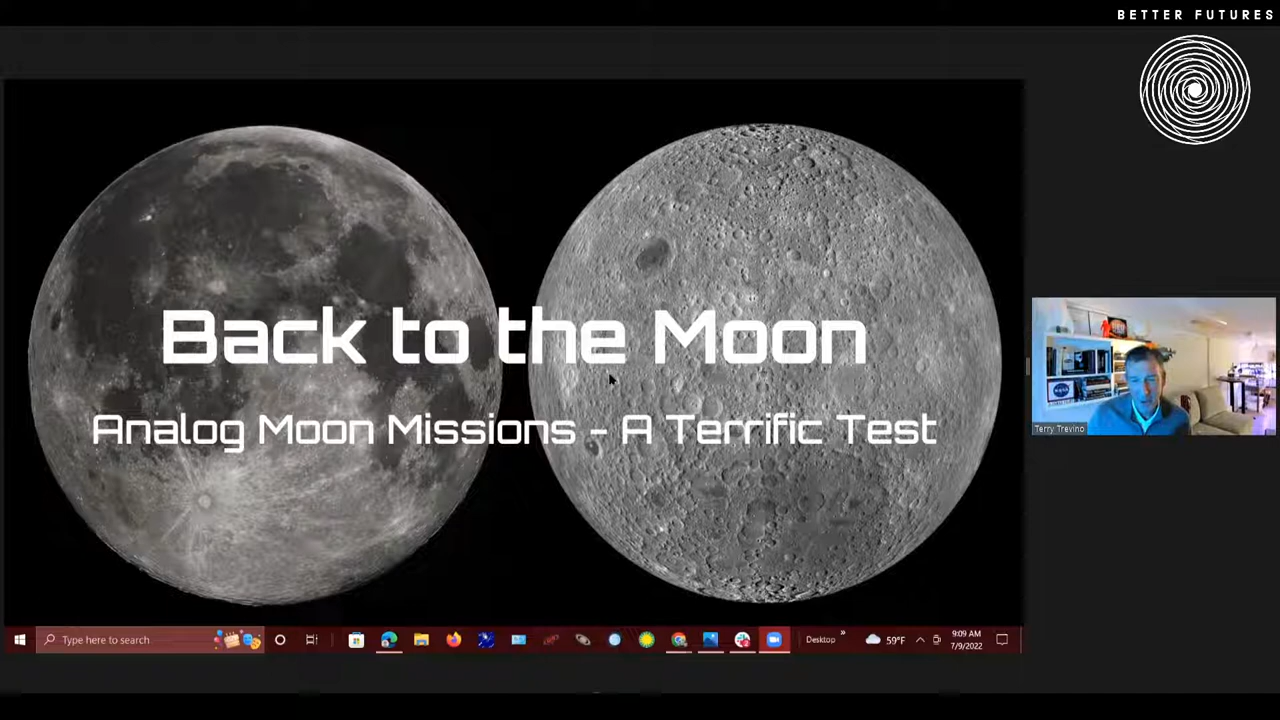 BETTER FUTURES
Back to the Moon
Analog Moon Missions - A Terrific Test
Terry Trevino
Type here to search
Desktop
59°F
9:09 AM
7/9/2022